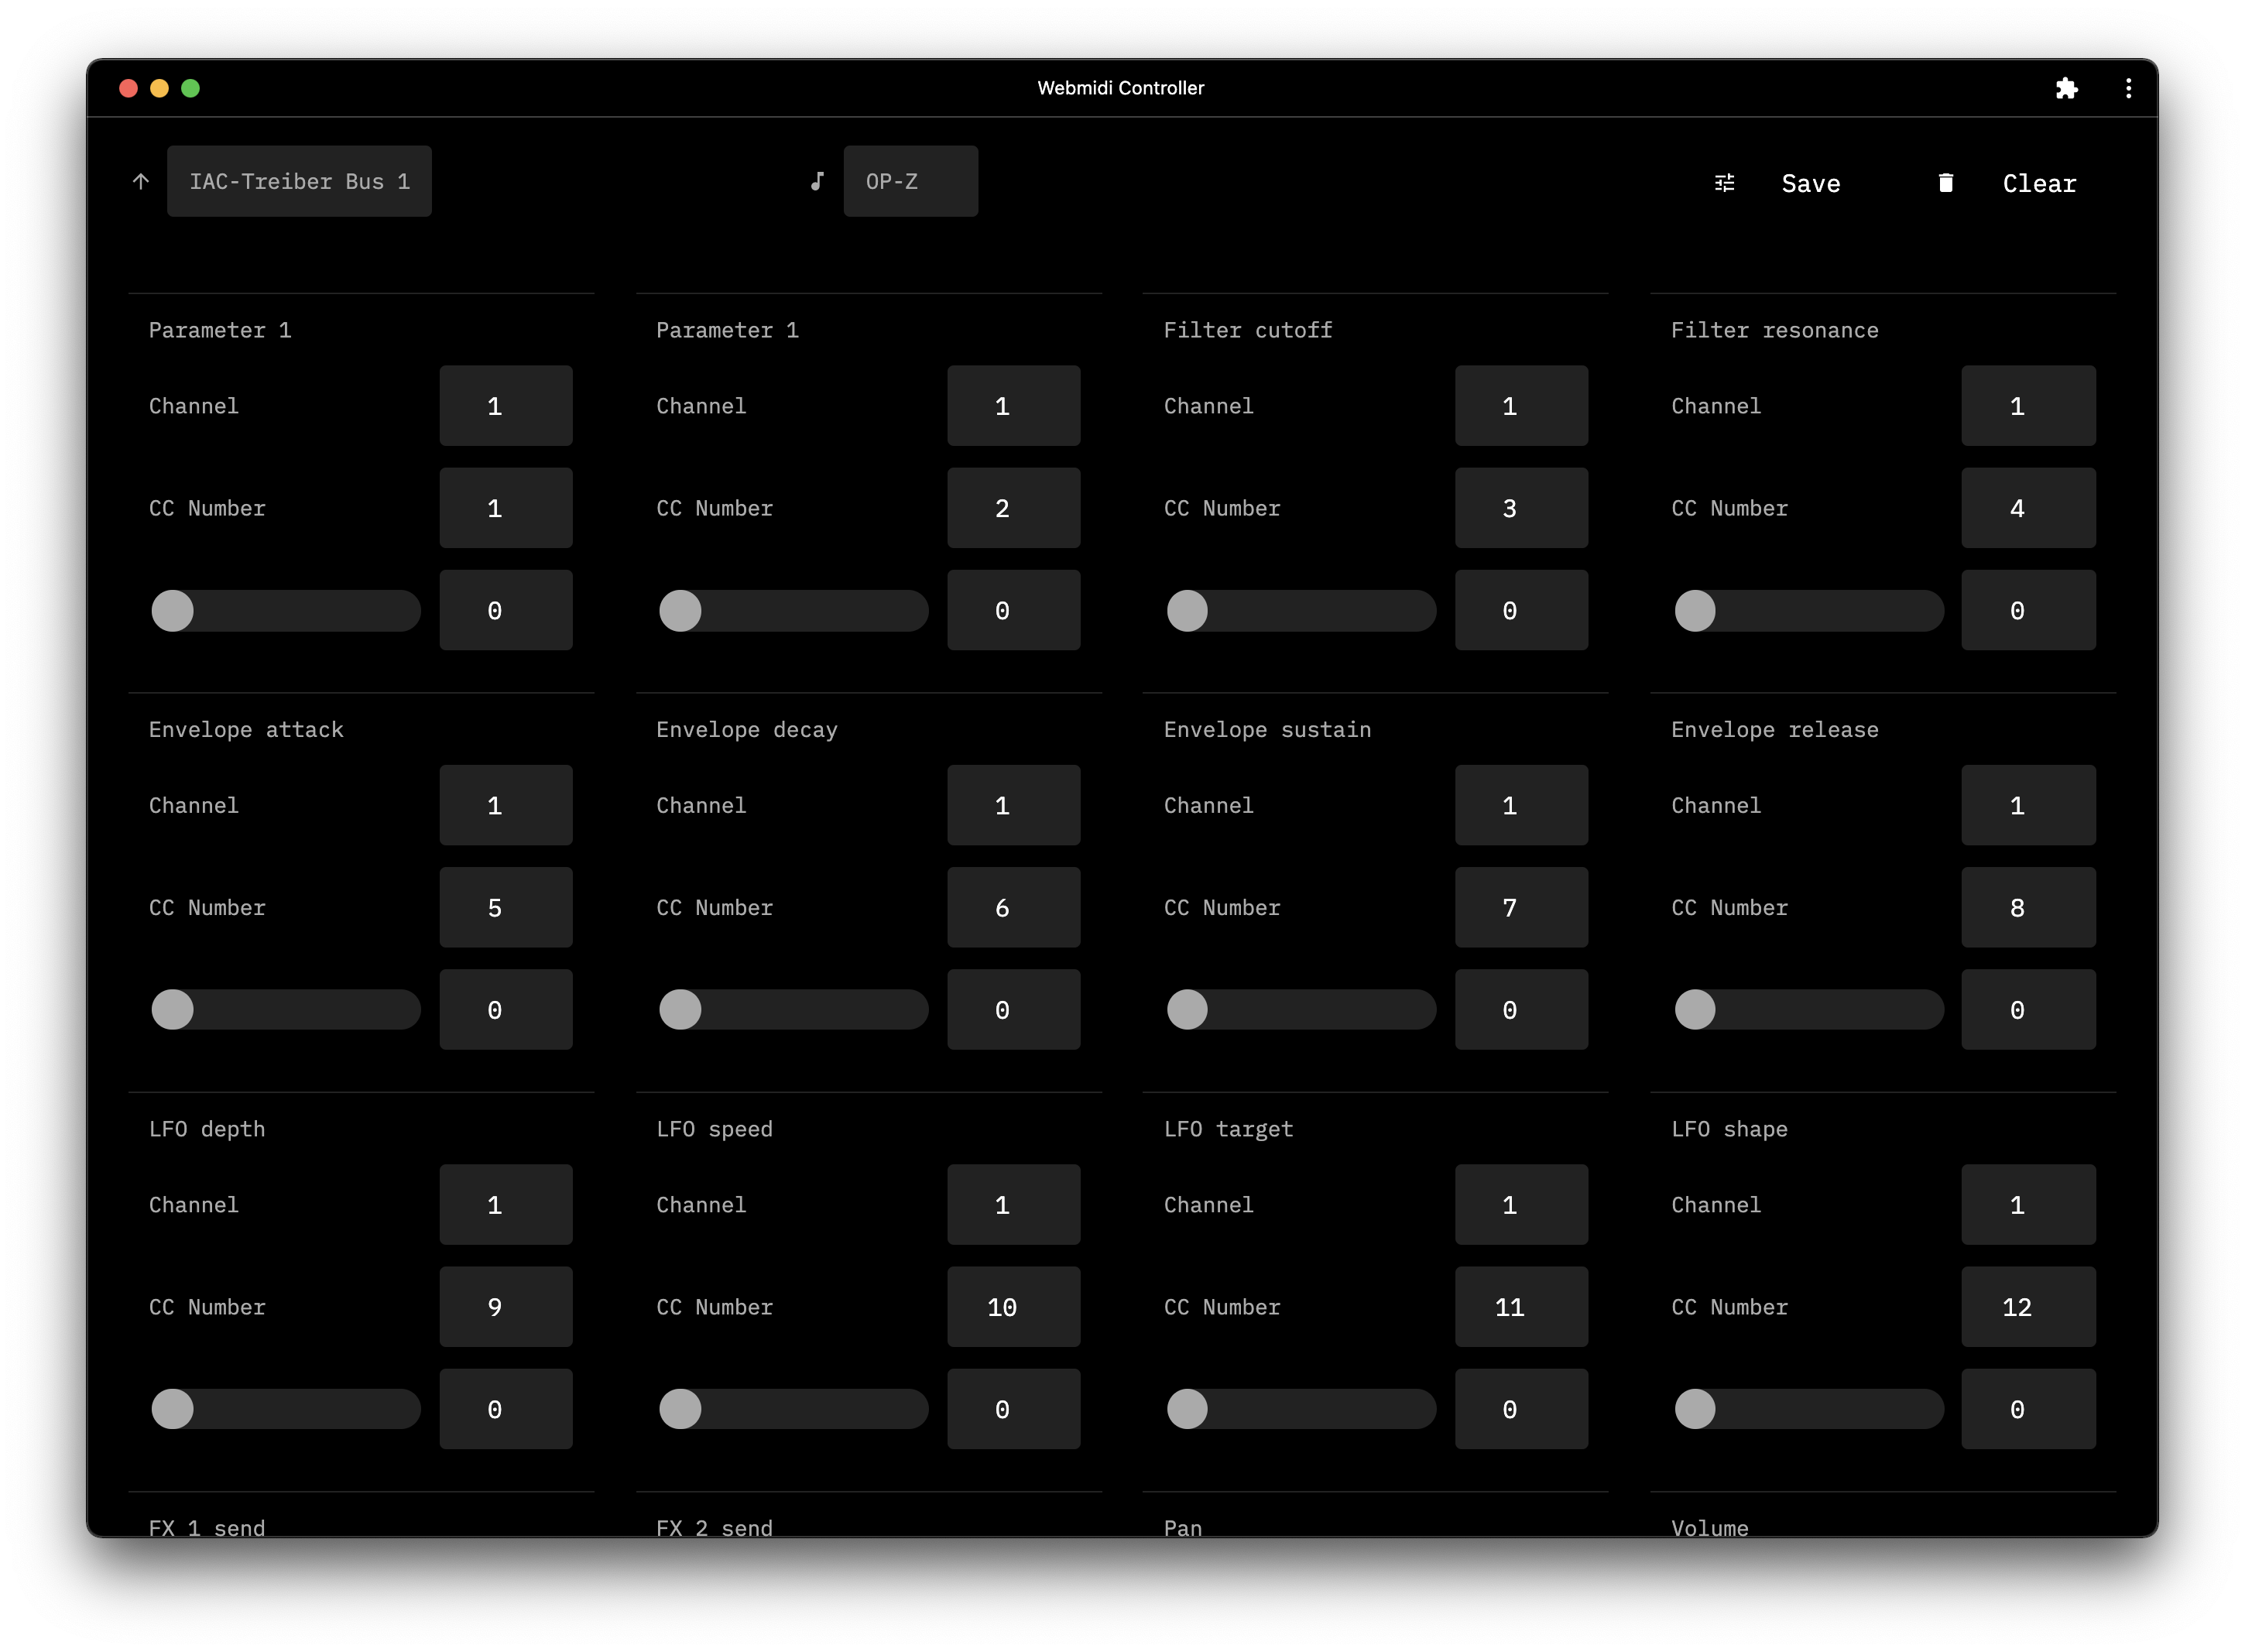 Webmidi Controller
IAC-Treiber Bus 1 OP-Z Save Clear
Parameter 1 Parameter 1 Filter cutoff Filter resonance
Channel 1 Channel 1 Channel 1 Channel 1
CC Number 1 CC Number 2 CC Number 3 CC Number 4
0 0 0 0
Envelope attack Envelope decay Envelope sustain Envelope release
Channel 1 Channel 1 Channel 1 Channel 1
CC Number 5 CC Number 6 CC Number 7 CC Number 8
0 0 0 0
LFO depth LFO speed LFO target LFO shape
Channel 1 Channel 1 Channel 1 Channel 1
CC Number 9 CC Number 10 CC Number 11 CC Number 12
0 0 0 0
FX 1 send FX 2 send Pan Volume